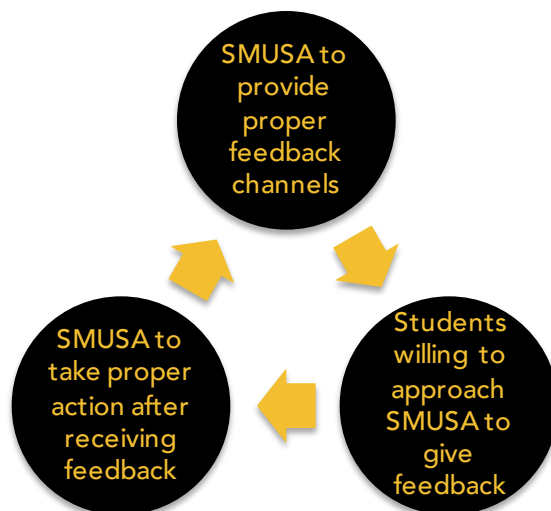 SMUSA to
provide
proper
feedback
channels
Students
willing to
approach
SMUSA to
give
feedback
SMUSA to
take proper
action after
receiving
feedback